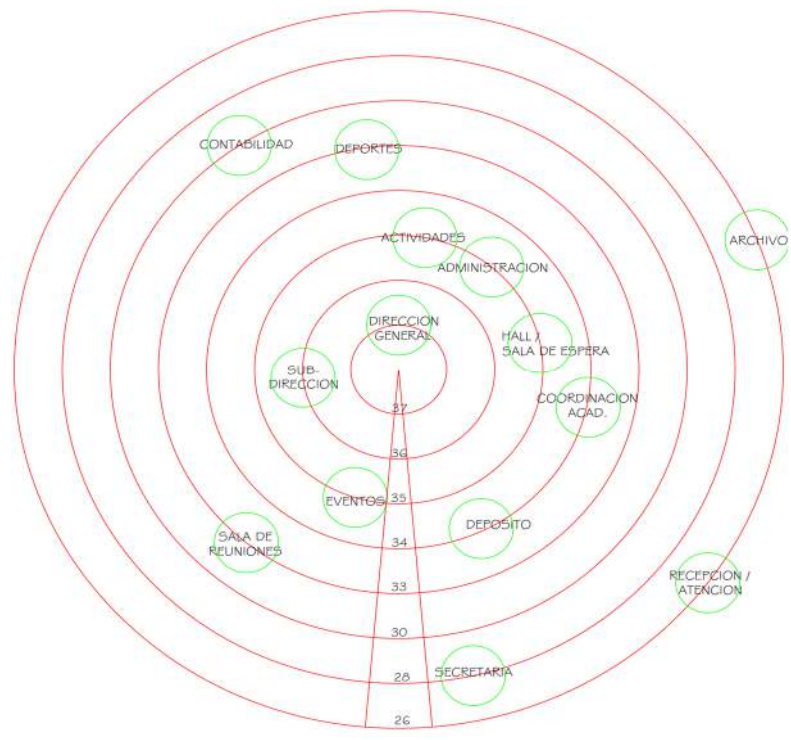 CONTABILIDAD
DEPORTES
ACTIVIDADES
ARCHIVO
ADMINISTRACION
DIRECCION
GENERAL
HALL /
SALA DE ESPERA
SUB-
DIRECCION
COORDINACION
ACAD.
37
36
EVENTOS
35
DEPOSITO
SALA DE
REUNIONES
34
RECEPCION /
ATENCION
33
30
SECRETARIA
28
26